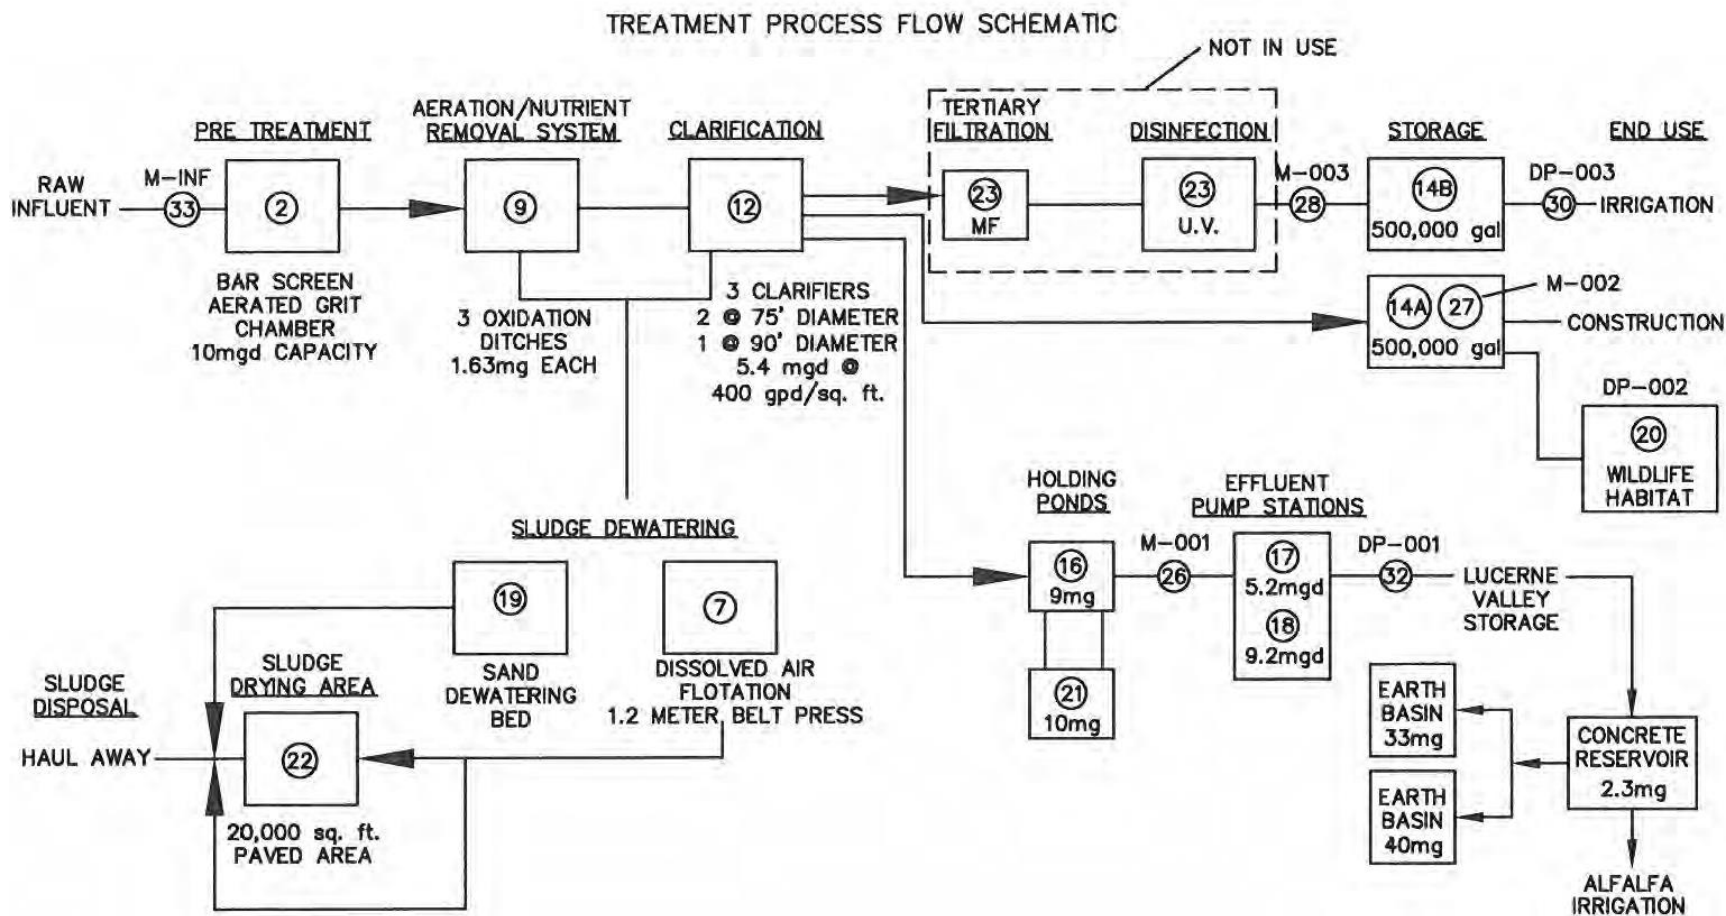 TREATMENT PROCESS FLOW SCHEMATIC
NOT IN USE
PRE TREATMENT
AERATION/NUTRIENT
REMOVAL SYSTEM
CLARIFICATION
TERTIARY
FILTRATION
DISINFECTION
STORAGE
END USE
RAW
INFLUENT
M-INF
33
2
9
12
23
MF
23
U.V.
M-003
28
14B
500,000 gal
DP-003
30
IRRIGATION
BAR SCREEN
AERATED GRIT
CHAMBER
10mgd CAPACITY
3 OXIDATION
DITCHES
1.63mg EACH
3 CLARIFIERS
2 @ 75' DIAMETER
1 @ 90' DIAMETER
5.4 mgd @
400 gpd/sq. ft.
14A
27
500,000 gal
M-002
CONSTRUCTION
DP-002
20
WILDLIFE
HABITAT
HOLDING
PONDS
EFFLUENT
PUMP STATIONS
16
9mg
M-001
26
17
5.2mgd
18
9.2mgd
DP-001
32
LUCERNE
VALLEY
STORAGE
21
10mg
EARTH
BASIN
33mg
EARTH
BASIN
40mg
CONCRETE
RESERVOIR
2.3mg
ALFALFA
IRRIGATION
SLUDGE DEWATERING
19
SAND
DEWATERING
BED
7
DISSOLVED AIR
FLOTATION
1.2 METER BELT PRESS
SLUDGE
DRYING AREA
22
20,000 sq. ft.
PAVED AREA
SLUDGE
DISPOSAL
HAUL AWAY